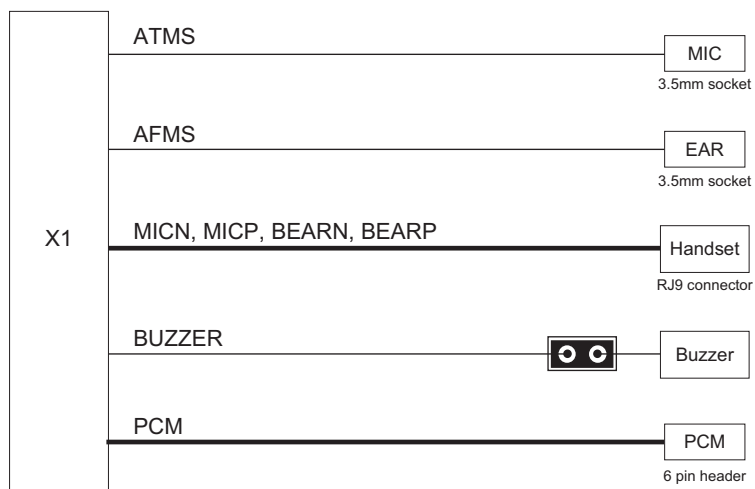 ATMS
MIC
3.5mm socket
AFMS
EAR
3.5mm socket
X1
MICN, MICP, BEARN, BEARP
Handset
RJ9 connector
BUZZER
Buzzer
PCM
PCM
6 pin header